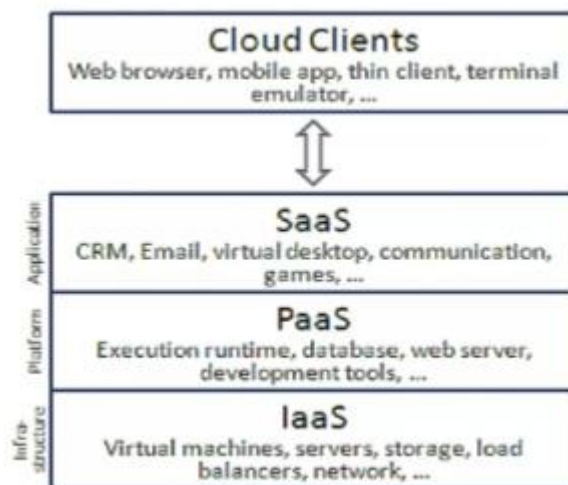 Cloud Clients
Web browser, mobile app, thin client, terminal
emulator, ...
Application
SaaS
CRM, Email, virtual desktop, communication,
games, ...
Platform
PaaS
Execution runtime, database, web server,
development tools, ...
Infra-
structure
IaaS
Virtual machines, servers, storage, load
balancers, network, ...